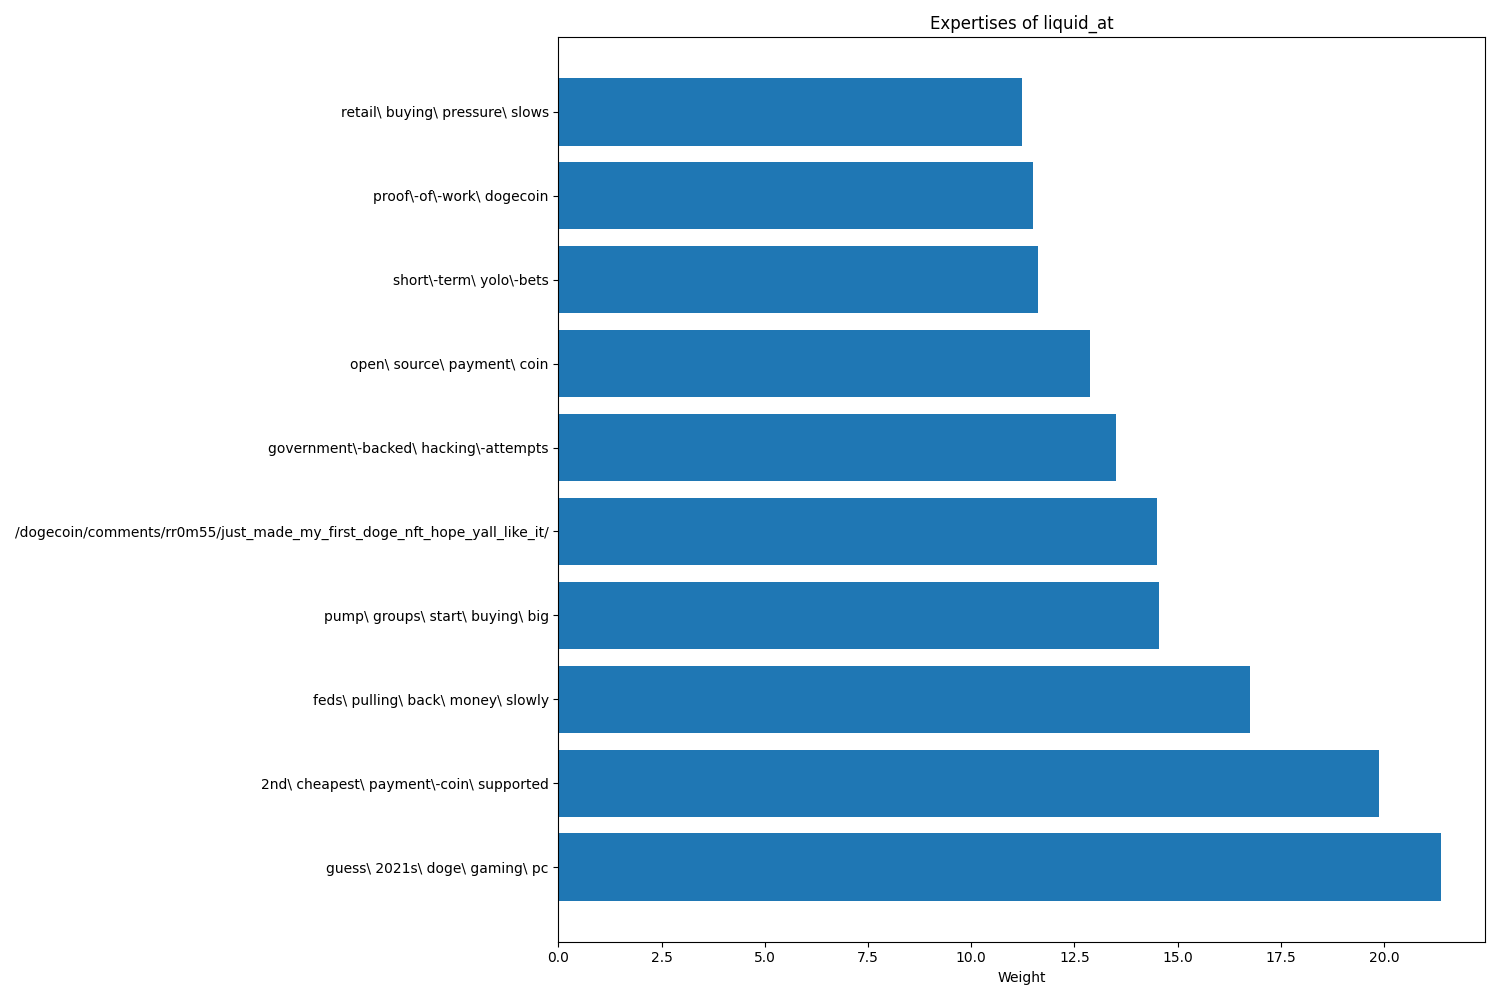 Expertises of liquid_at
retail\ buying\ pressure\ slows
proof\-of\-work\ dogecoin
short\-term\ yolo\-bets
open\ source\ payment\ coin
government\-backed\ hacking\-attempts
/dogecoin/comments/rr0m55/just_made_my_first_doge_nft_hope_yall_like_it/
pump\ groups\ start\ buying\ big
feds\ pulling\ back\ money\ slowly
2nd\ cheapest\ payment\-coin\ supported
guess\ 2021s\ doge\ gaming\ pc
0.0 2.5 5.0 7.5 10.0 12.5 15.0 17.5 20.0
Weight